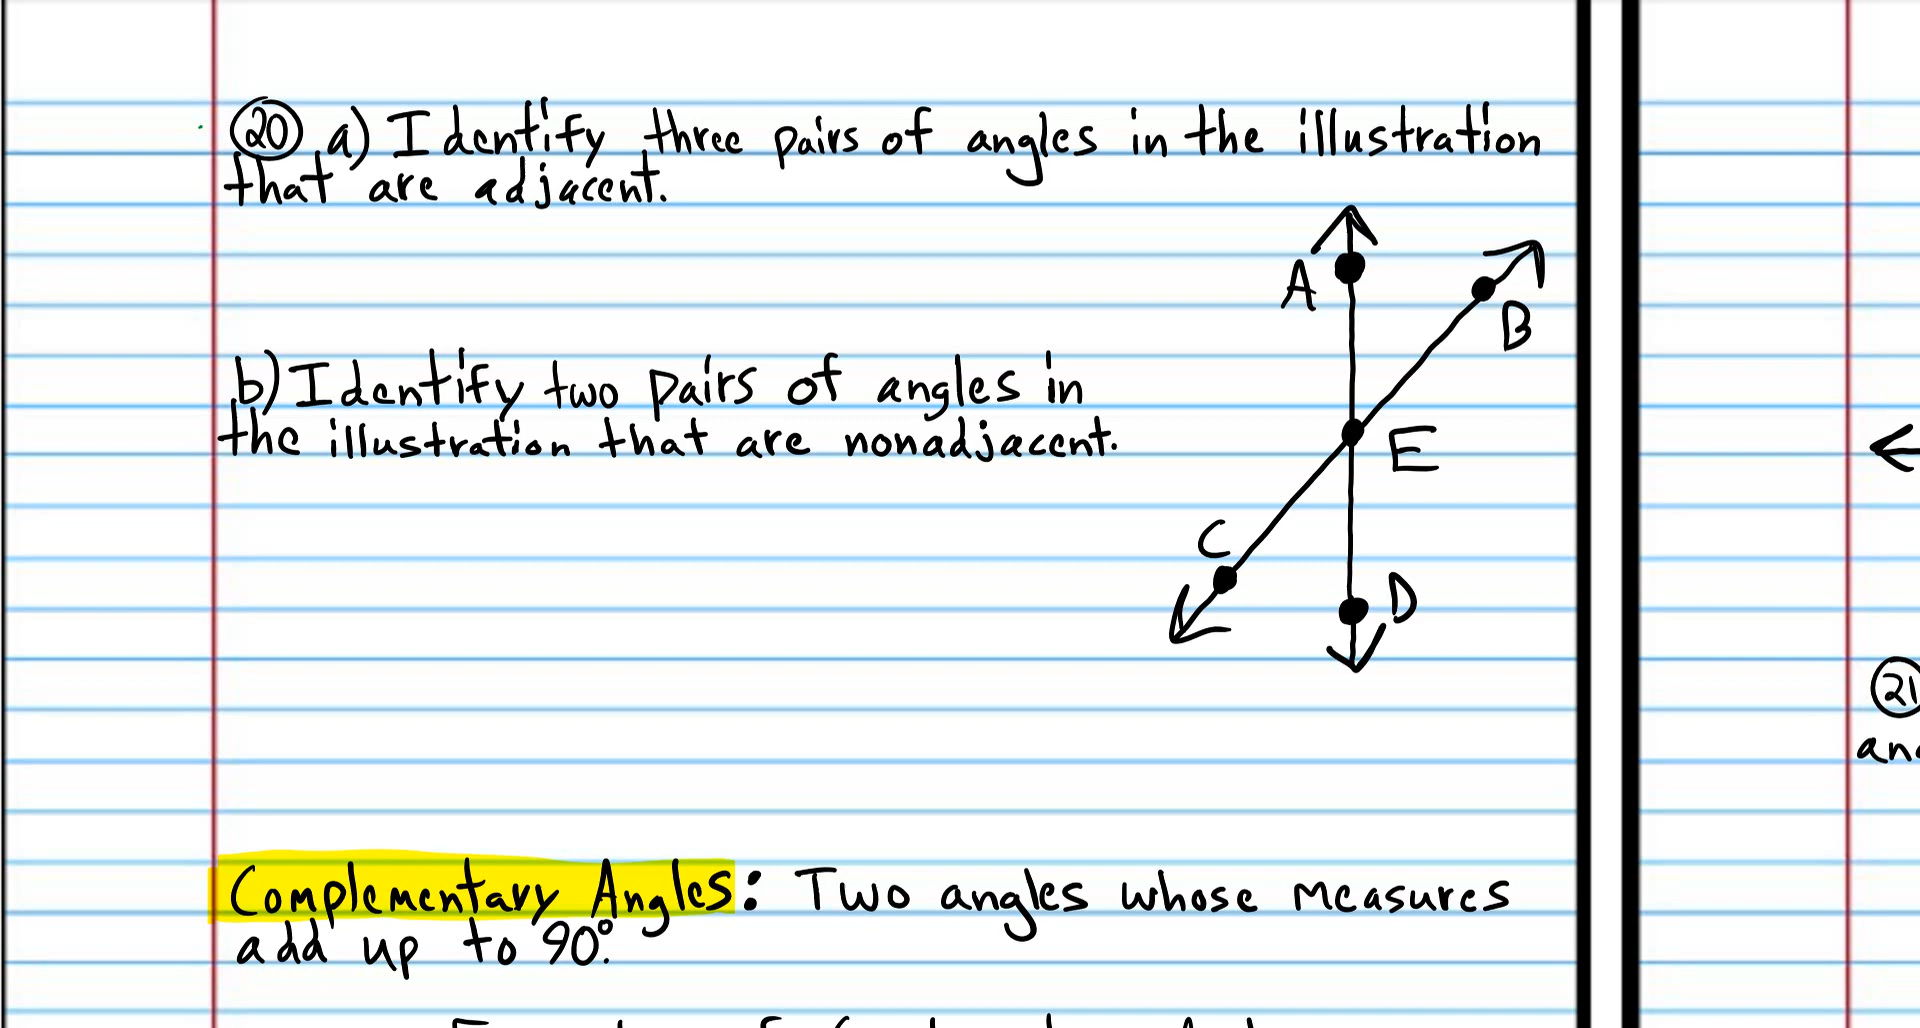 20 a) Identify three pairs of angles in the illustration
that are adjacent.
A
B
b) Identify two pairs of angles in
the illustration that are nonadjacent.
E
C
D
21
Complementary Angles: Two angles whose measures
add up to 90°.